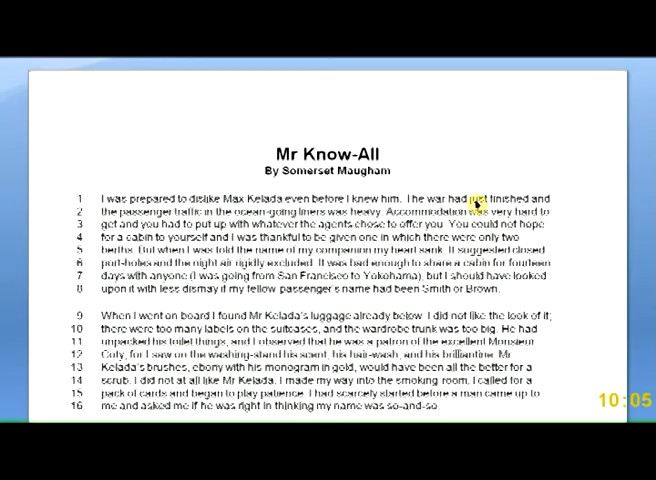 Mr Know-All
By Somerset Maugham
1 I was prepared to dislike Max Kelada even before I knew him. The war had just finished and
2 the passenger traffic in the ocean-going liners was heavy. Accommodation was very hard to
3 get and you had to put up with whatever the agents chose to offer you. You could not hope
4 for a cabin to yourself and I was thankful to be given one in which there were only two
5 berths. But when I was told the name of my companion my heart sank. It suggested closed
6 port-holes and the night air rigidly excluded. It was bad enough to share a cabin for fourteen
7 days with anyone (I was going from San Francisco to Yokohama), but I should have looked
8 upon it with less dismay if my fellow passenger's name had been Smith or Brown.
9 When I went on board I found Mr Kelada's luggage already below. I did not like the look of it;
10 there were too many labels on the suitcases, and the wardrobe trunk was too big. He had
11 unpacked his toilet things, and I observed that he was a patron of the excellent Monsieur
12 Coty; for I saw on the washing-stand his scent, his hair-wash, and his brilliantine. Mr
13 Kelada's brushes, ebony with his monogram in gold, would have been all the better for a
14 scrub. I did not at all like Mr Kelada. I made my way into the smoking room. I called for a
15 pack of cards and began to play patience. I had scarcely started before a man came up to
16 me and asked me if he was right in thinking my name was so-and-so
10:05